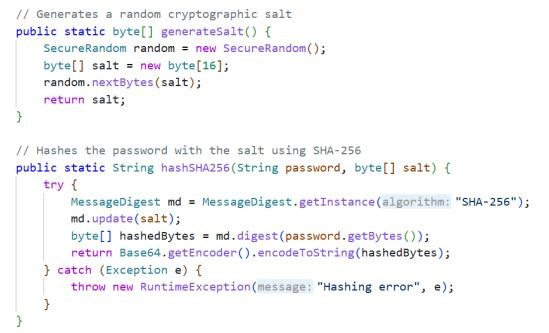 // Generates a random cryptographic salt
public static byte[] generateSalt() {
SecureRandom random = new SecureRandom();
byte[] salt = new byte[16];
random.nextBytes(salt);
return salt;
}
// Hashes the password with the salt using SHA-256
public static String hashSHA256(String password, byte[] salt) {
try {
MessageDigest md = MessageDigest.getInstance( algorithm: "SHA-256");
md.update(salt);
byte[] hashedBytes = md.digest(password.getBytes());
return Base64.getEncoder().encodeToString(hashedBytes);
} catch (Exception e) {
throw new RuntimeException( message: "Hashing error", e);
}
}